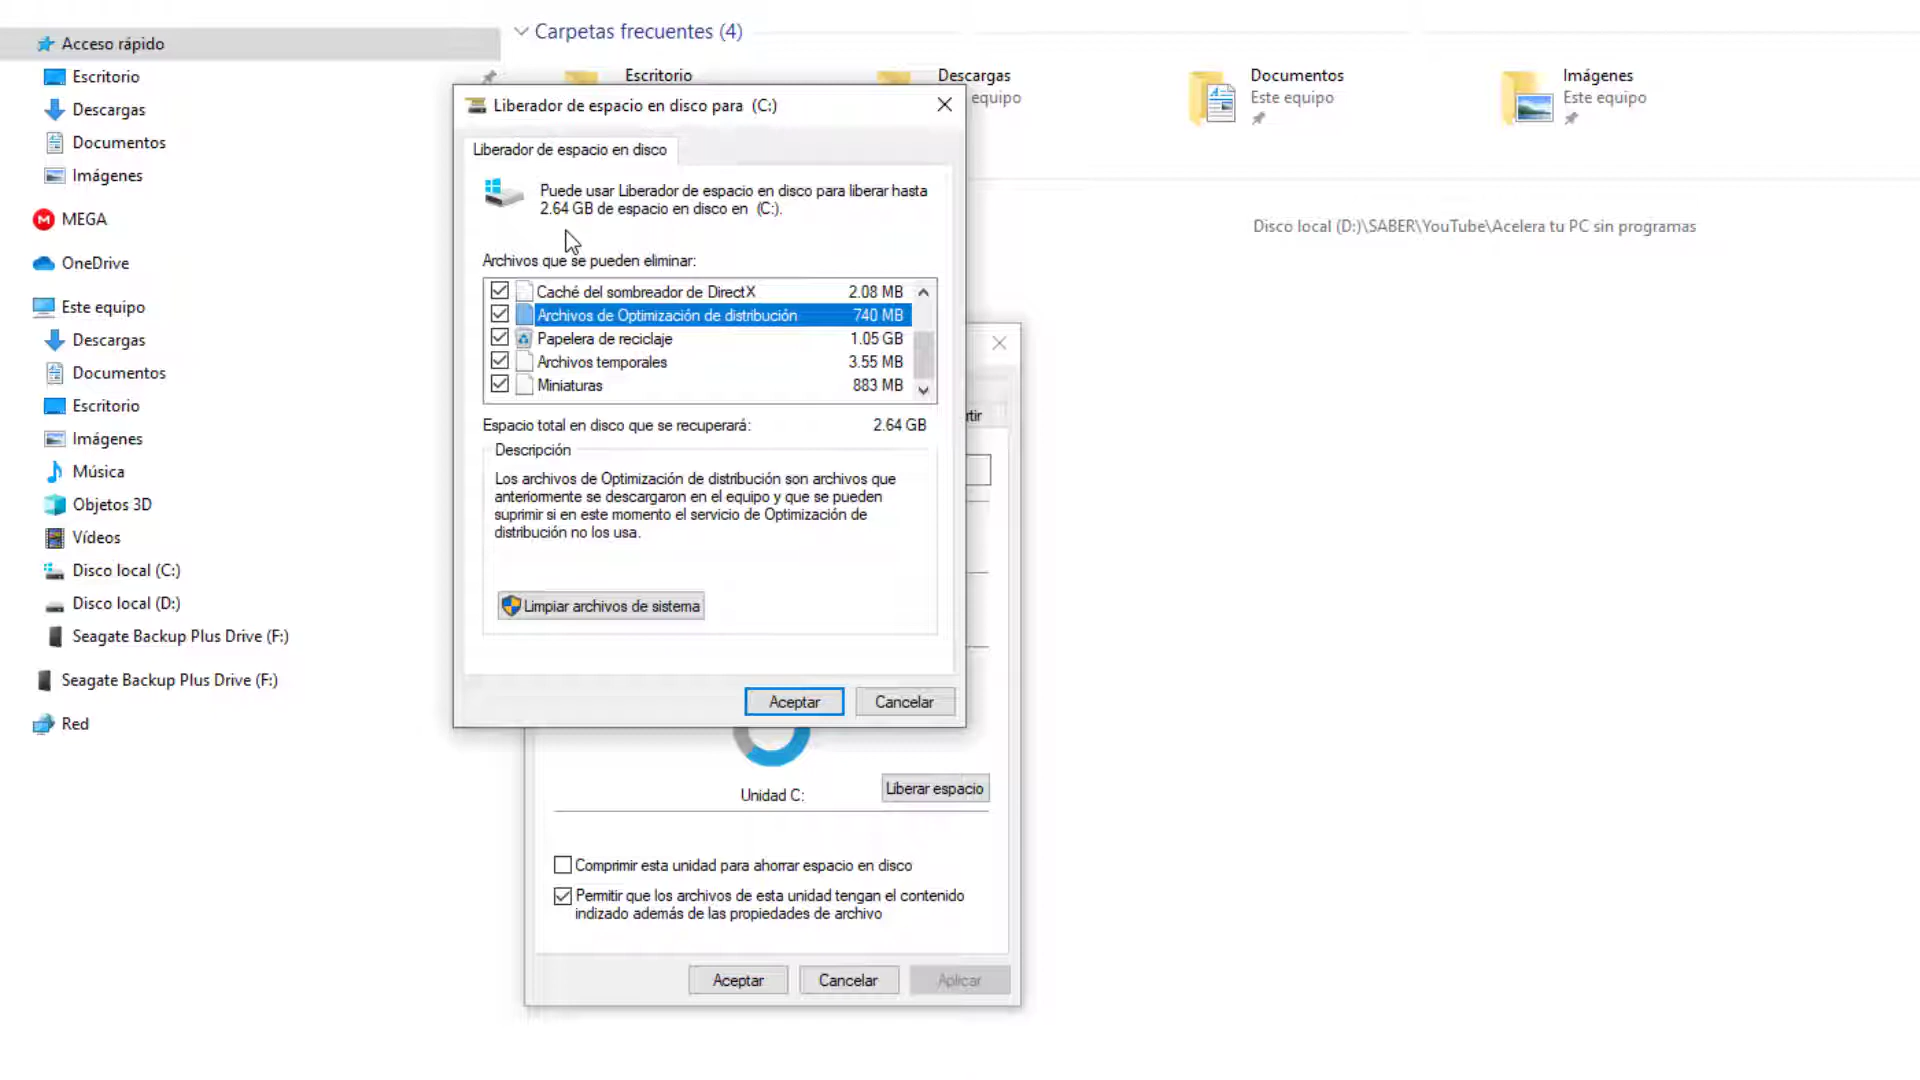 Acceso rápido
Escritorio
Descargas
Documentos
Imágenes
MEGA
OneDrive
Este equipo
Descargas
Documentos
Escritorio
Imágenes
Música
Objetos 3D
Vídeos
Disco local (C:)
Disco local (D:)
Seagate Backup Plus Drive (F:)
Seagate Backup Plus Drive (F:)
Red
Carpetas frecuentes (4)
Escritorio
Descargas
equipo
Documentos
Este equipo
Imágenes
Este equipo
Disco local (D:)\SABER\YouTube\Acelera tu PC sin programas
Liberador de espacio en disco para (C:)
Liberador de espacio en disco
Puede usar Liberador de espacio en disco para liberar hasta
2.64 GB de espacio en disco en (C:).
Archivos que se pueden eliminar:
Caché del sombreador de DirectX 2.08 MB
Archivos de Optimización de distribución 740 MB
Papelera de reciclaje 1.05 GB
Archivos temporales 3.55 MB
Miniaturas 883 MB
Espacio total en disco que se recuperará: 2.64 GB
Descripción
Los archivos de Optimización de distribución son archivos que
anteriormente se descargaron en el equipo y que se pueden
suprimir si en este momento el servicio de Optimización de
distribución no los usa.
Limpiar archivos de sistema
Aceptar Cancelar
Unidad C:
Liberar espacio
Comprimir esta unidad para ahorrar espacio en disco
Permitir que los archivos de esta unidad tengan el contenido
indizado además de las propiedades de archivo
Aceptar Cancelar Aplicar